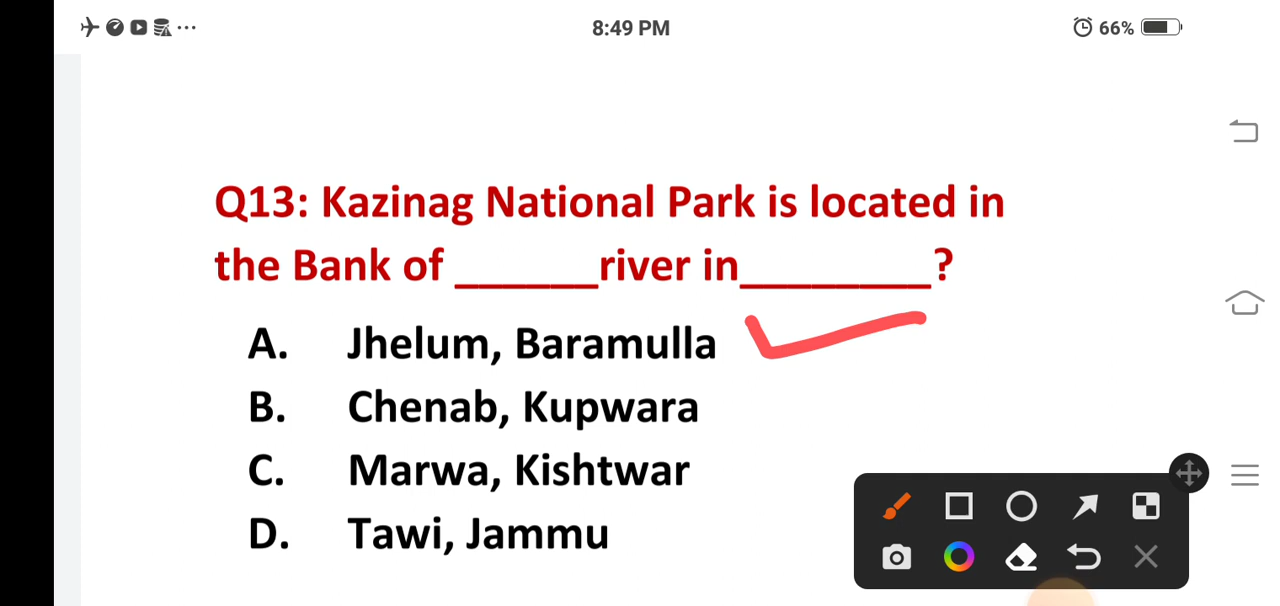 8:49 PM
66%
Q13: Kazinag National Park is located in
the Bank of ______river in________?
A. Jhelum, Baramulla
B. Chenab, Kupwara
C. Marwa, Kishtwar
D. Tawi, Jammu